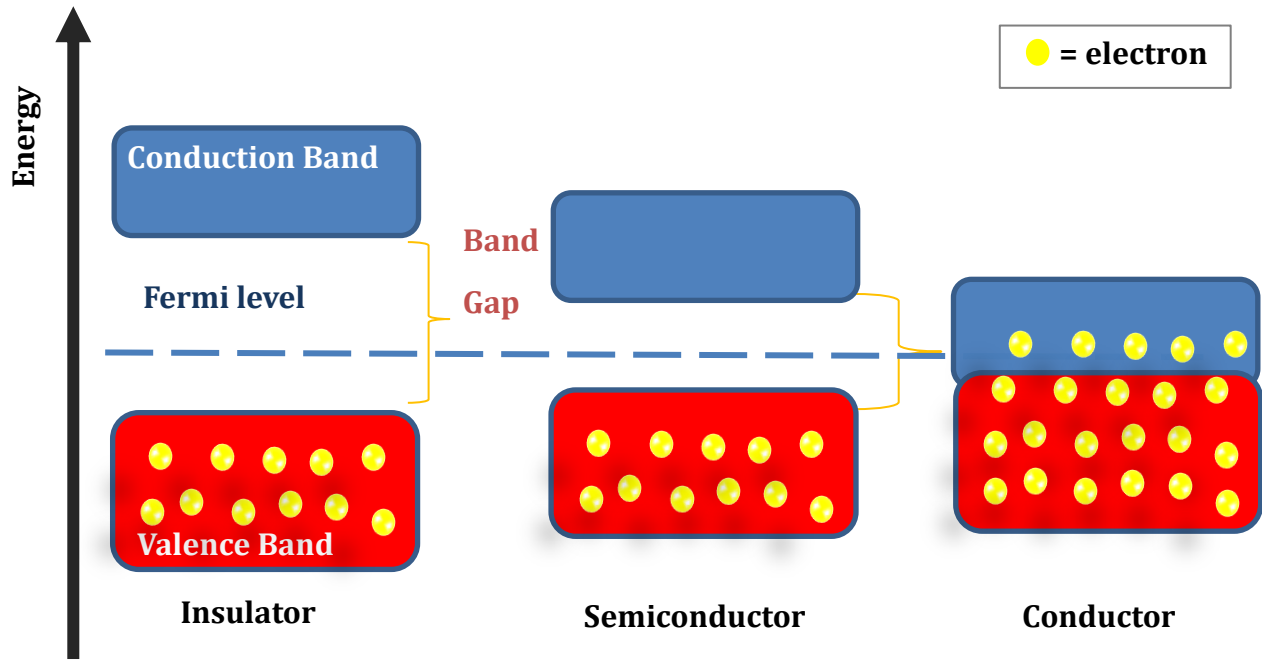 Energy
= electron
Conduction Band
Band
Gap
Fermi level
Valence Band
Insulator
Semiconductor
Conductor